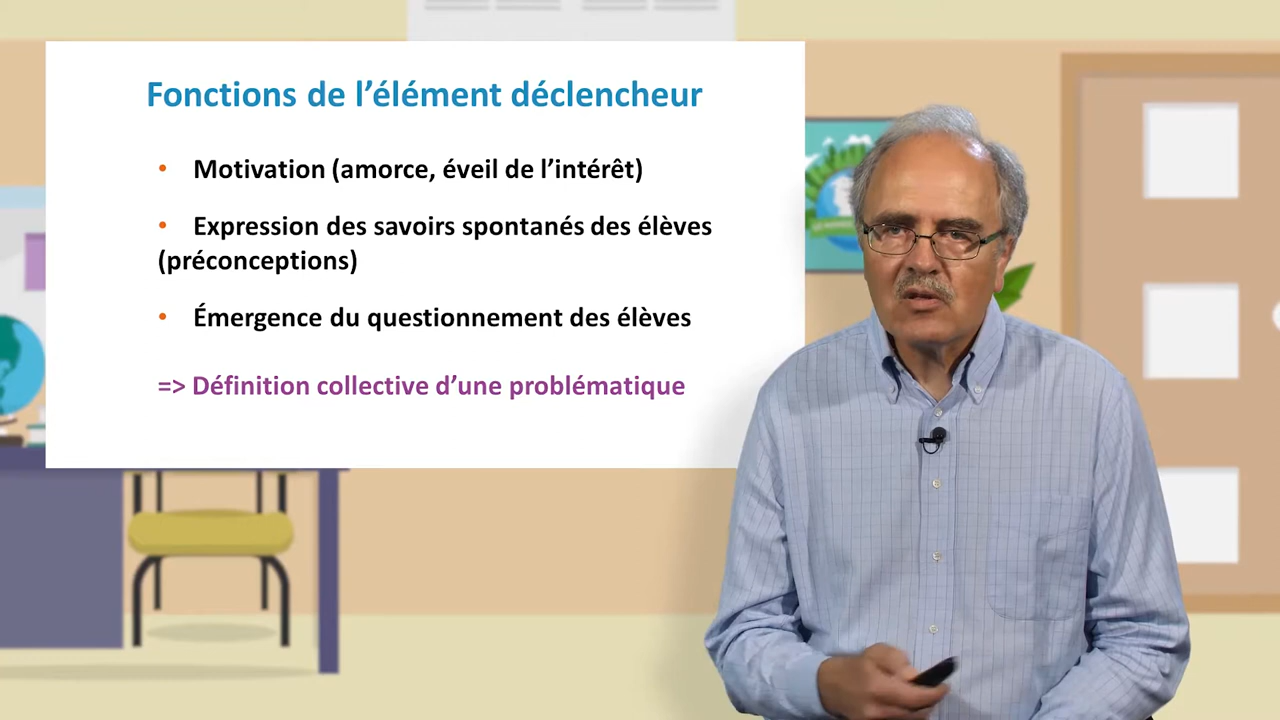 Fonctions de l’élément déclencheur
• Motivation (amorce, éveil de l’intérêt)
• Expression des savoirs spontanés des élèves
(préconceptions)
• Émergence du questionnement des élèves
=> Définition collective d’une problématique